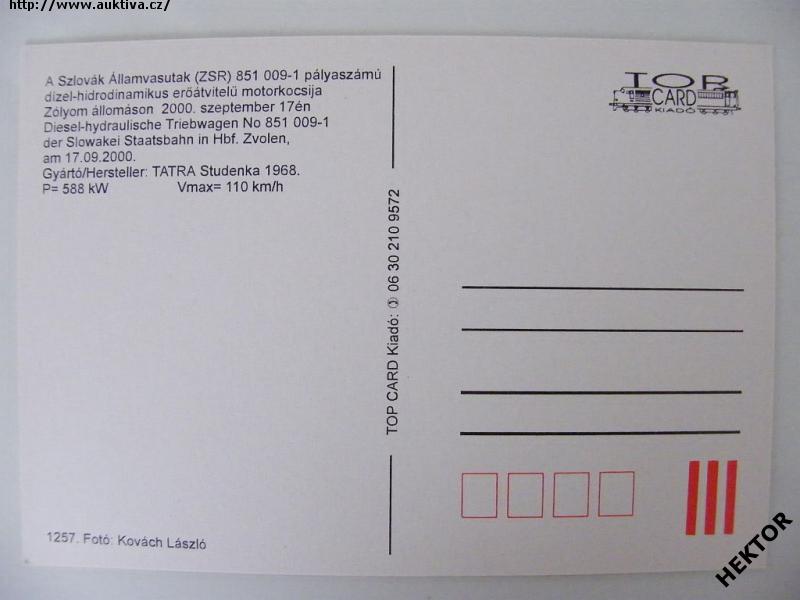 http://www.auktiva.cz/
A Szlovák Államvasutak (ZSR) 851 009-1 pályaszámú
dízel-hidrodinamikus erőátvitelű motorkocsija
Zólyom állomáson 2000. szeptember 17én
Diesel-hydraulische Triebwagen No 851 009-1
der Slowakei Staatsbahn in Hbf. Zvolen,
am 17.09.2000.
Gyártó/Hersteller: TATRA Studenka 1968.
P= 588 kW Vmax= 110 km/h
1257. Fotó: Kovách László
TOP CARD Kiadó: ✆ 06 30 210 9572
TOP
CARD
KIADÓ
HEKTOR